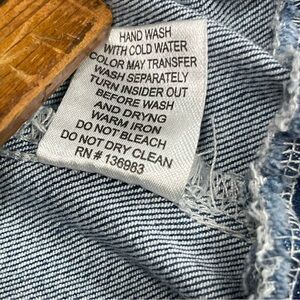 HAND WASH
WITH COLD WATER
COLOR MAY TRANSFER
WASH SEPARATELY
TURN INSIDER OUT
BEFORE WASH
AND DRYNG
WARM IRON
DO NOT BLEACH
DO NOT DRY CLEAN
RN # 136983